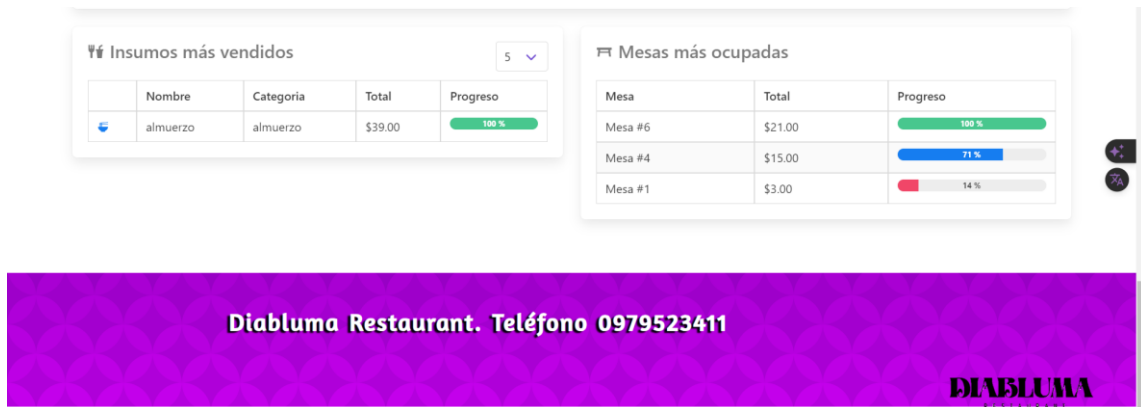 Insumos más vendidos
5
Nombre Categoria Total Progreso
almuerzo almuerzo $39.00 100 %
Mesas más ocupadas
Mesa Total Progreso
Mesa #6 $21.00 100 %
Mesa #4 $15.00 71 %
Mesa #1 $3.00 14 %
Diabluma Restaurant. Teléfono 0979523411
DIABLUMA